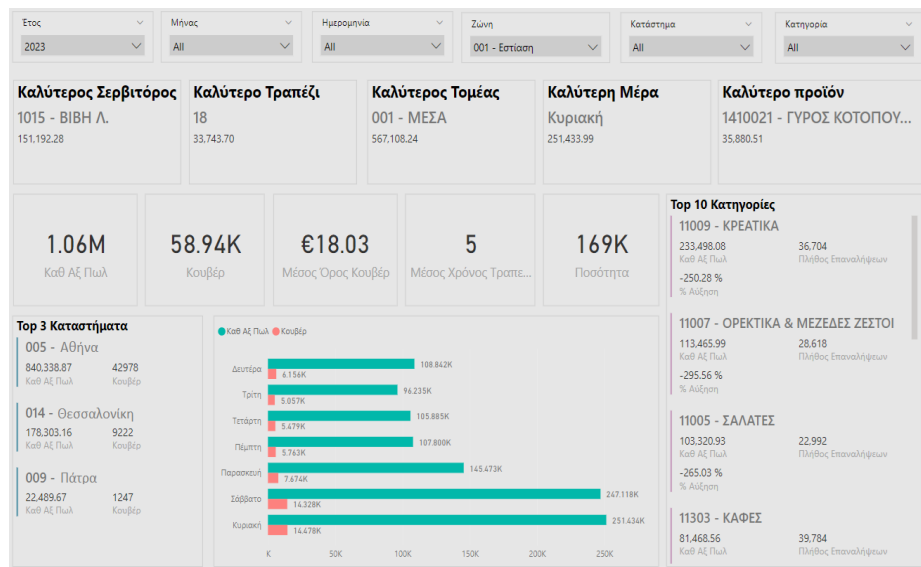 Έτος
2023
Μήνας
All
Ημερομηνία
All
Ζώνη
001 - Εστίαση
Κατάστημα
All
Κατηγορία
All
Καλύτερος Σερβιτόρος
1015 - ΒΙΒΗ Λ.
151,192.28
Καλύτερο Τραπέζι
18
33,743.70
Καλύτερος Τομέας
001 - ΜΕΣΑ
567,108.24
Καλύτερη Μέρα
Κυριακή
251,433.99
Καλύτερο προϊόν
1410021 - ΓΥΡΟΣ ΚΟΤΟΠΟΥ...
35,880.51
1.06M
Καθ Αξ Πωλ
58.94K
Κουβέρ
€18.03
Μέσος Όρος Κουβέρ
5
Μέσος Χρόνος Τραπε...
169K
Ποσότητα
Top 10 Κατηγορίες
11009 - ΚΡΕΑΤΙΚΑ
233,498.08 36,704
Καθ Αξ Πωλ Πλήθος Επαναλήψεων
-250.28 %
% Αύξηση
11007 - ΟΡΕΚΤΙΚΑ & ΜΕΖΕΔΕΣ ΖΕΣΤΟΙ
113,465.99 28,618
Καθ Αξ Πωλ Πλήθος Επαναλήψεων
-295.56 %
% Αύξηση
11005 - ΣΑΛΑΤΕΣ
103,320.93 22,992
Καθ Αξ Πωλ Πλήθος Επαναλήψεων
-265.03 %
% Αύξηση
11303 - ΚΑΦΕΣ
81,468.56 39,784
Καθ Αξ Πωλ Πλήθος Επαναλήψεων
Top 3 Καταστήματα
005 - Αθήνα
840,338.87 42978
Καθ Αξ Πωλ Κουβέρ
014 - Θεσσαλονίκη
178,303.16 9222
Καθ Αξ Πωλ Κουβέρ
009 - Πάτρα
22,489.67 1247
Καθ Αξ Πωλ Κουβέρ
Καθ Αξ Πωλ Κουβέρ
Δευτέρα 108.842K
6.156K
Τρίτη 96.235K
5.057K
Τετάρτη 105.885K
5.479K
Πέμπτη 107.800K
5.763K
Παρασκευή 145.473K
7.674K
Σάββατο 247.118K
14.328K
Κυριακή 251.434K
14.478K
K 50K 100K 150K 200K 250K